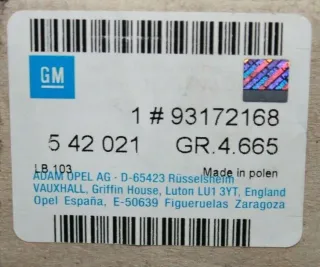 GM
1 # 93172168
5 42 021 GR.4.665
LB 103 Made in polen
ADAM OPEL AG - D-65423 Rüsselsheim
VAUXHALL, Griffin House, Luton LU1 3YT, England
Opel España, E-50639 Figueruelas Zaragoza